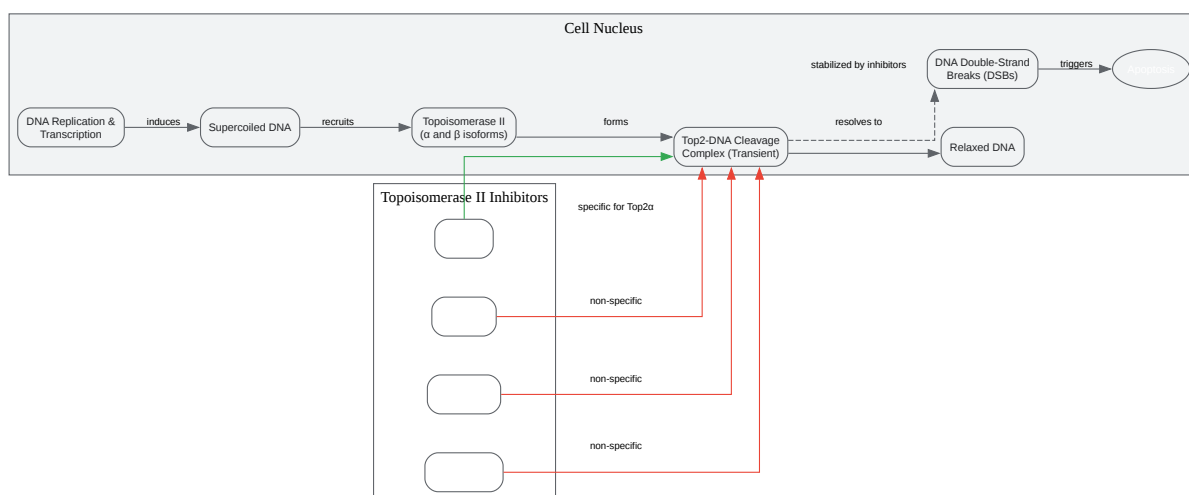 Cell Nucleus
stabilized by inhibitors
DNA Double-Strand
Breaks (DSBs)
triggers
Apoptosis
DNA Replication &
Transcription
induces
Supercoiled DNA
recruits
Topoisomerase II
(α and β isoforms)
forms
Top2-DNA Cleavage
Complex (Transient)
resolves to
Relaxed DNA
Topoisomerase II Inhibitors
specific for Top2α
non-specific
non-specific
non-specific